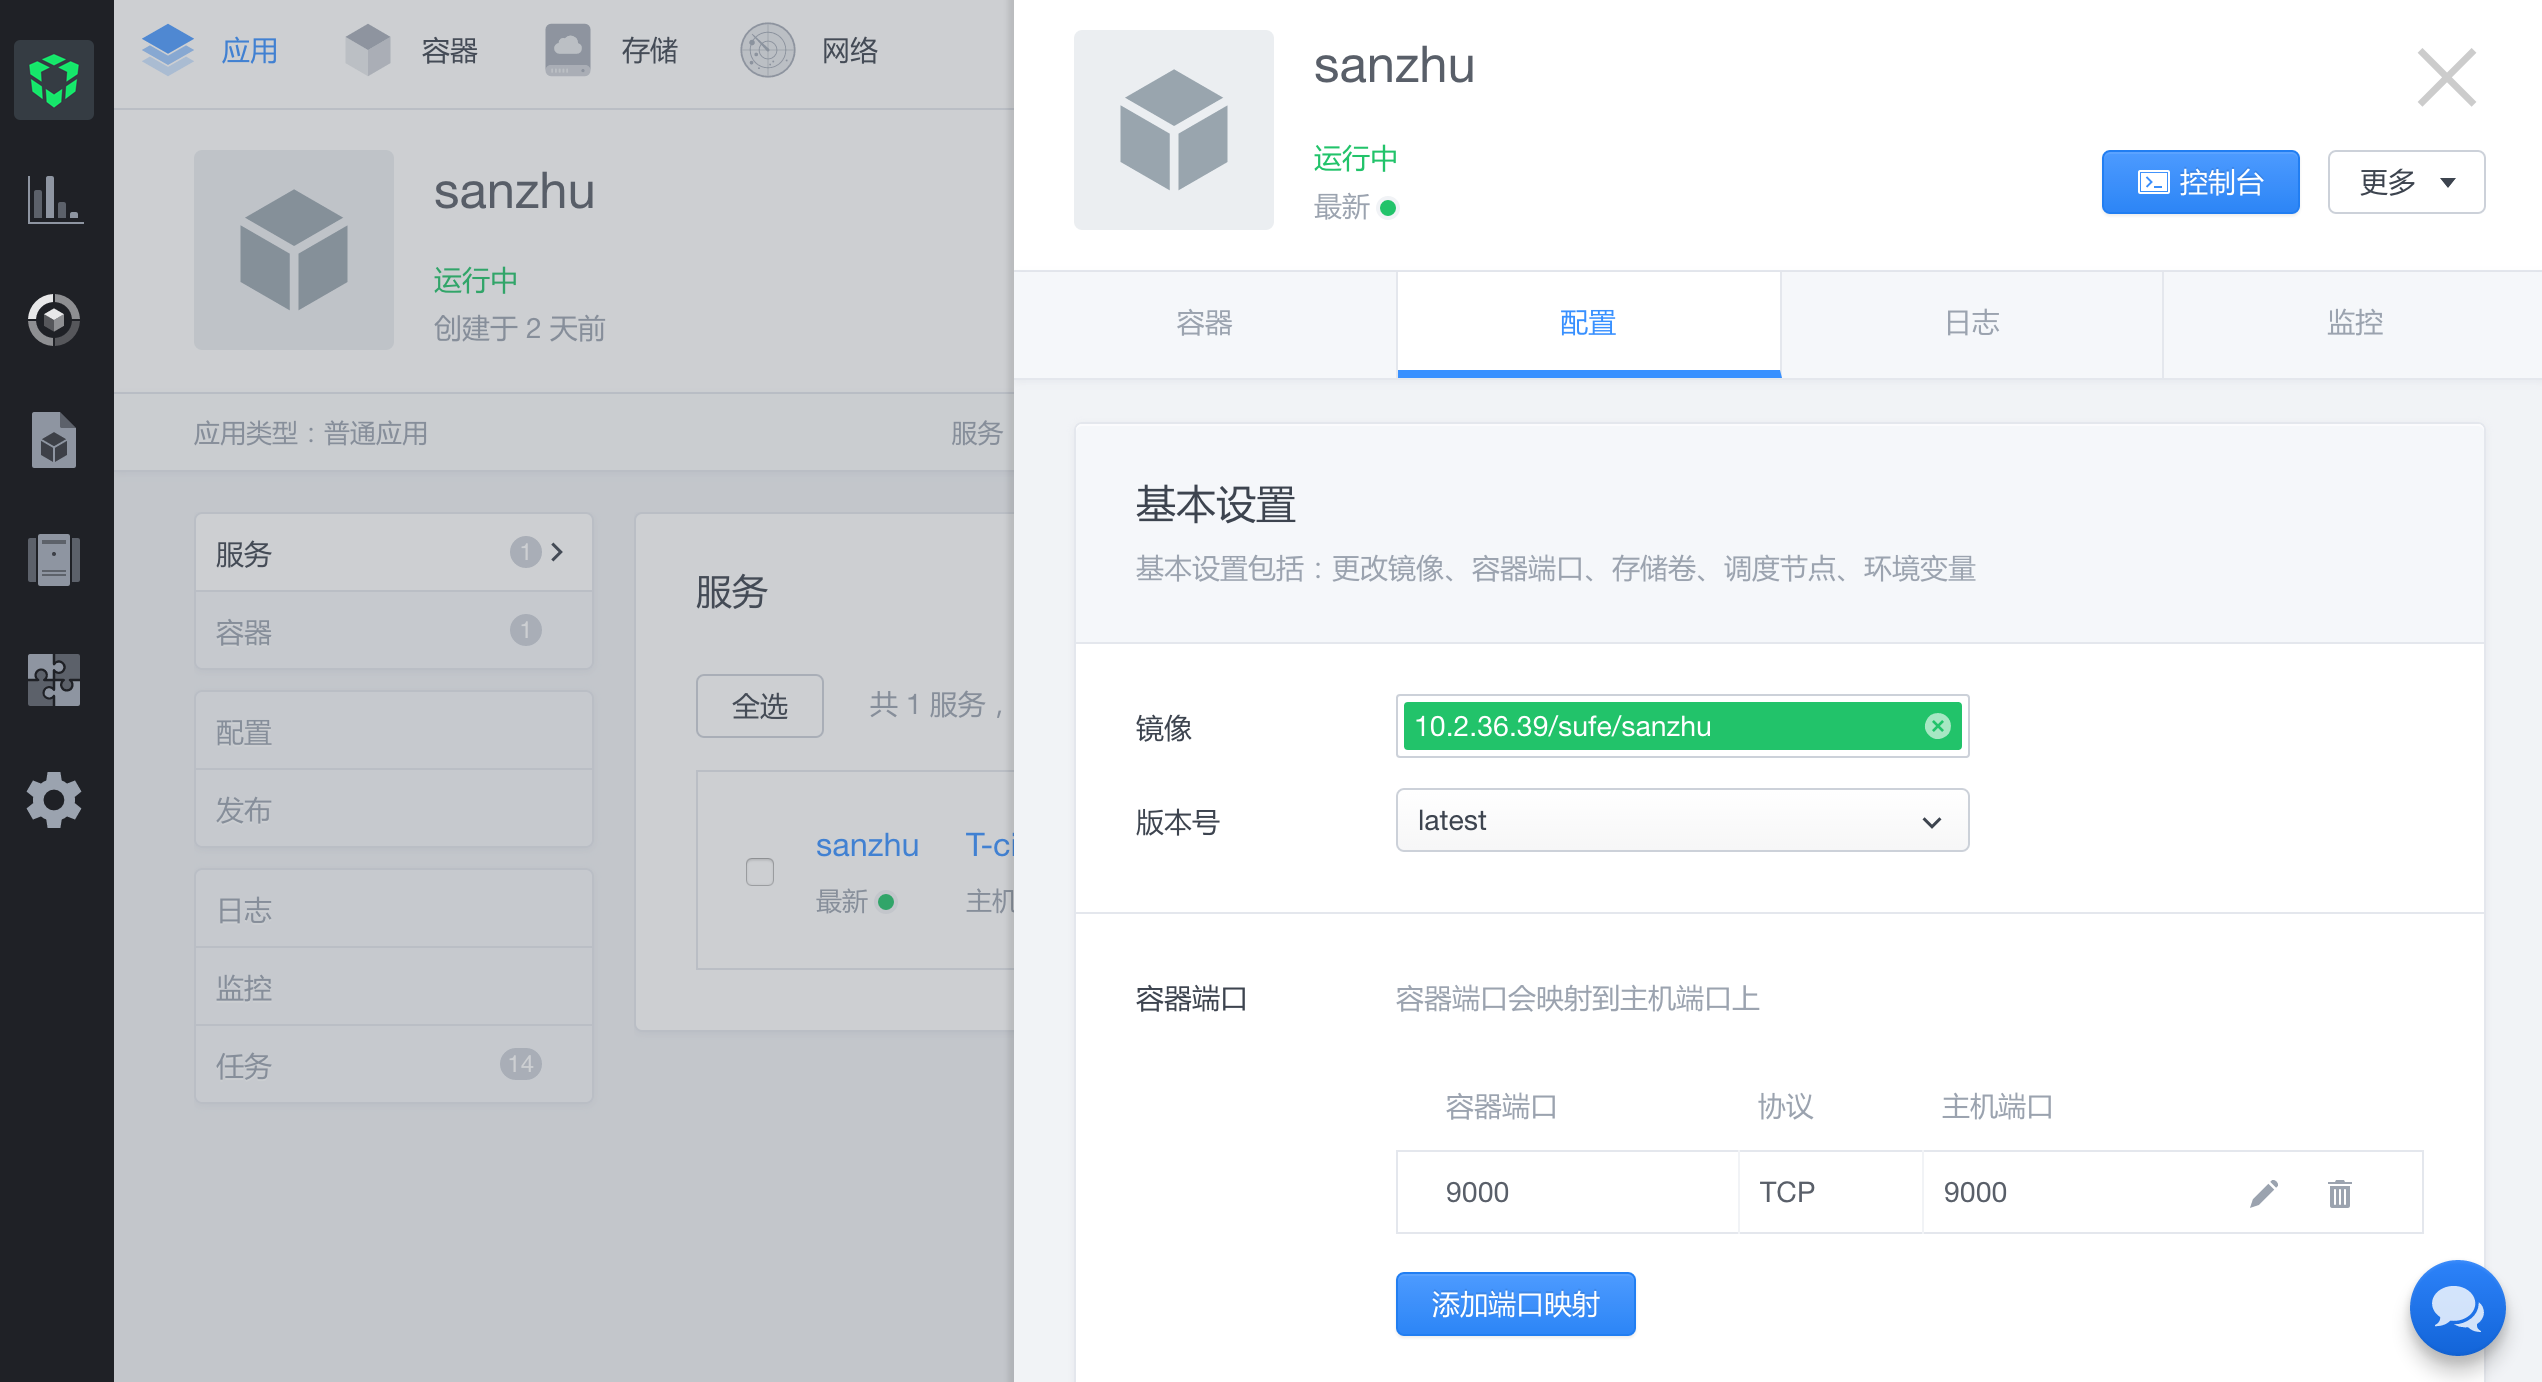 应用
容器
存储
网络
sanzhu
运行中
创建于 2 天前
应用类型：普通应用
服务
服务 1
容器 1
配置
发布
日志
监控
任务 14
服务
全选
共 1 服务，
sanzhu
T-ci
最新
主机
sanzhu
运行中
最新
控制台
更多
容器
配置
日志
监控
基本设置
基本设置包括：更改镜像、容器端口、存储卷、调度节点、环境变量
镜像
10.2.36.39/sufe/sanzhu
版本号
latest
容器端口
容器端口会映射到主机端口上
容器端口 协议 主机端口
9000 TCP 9000
添加端口映射